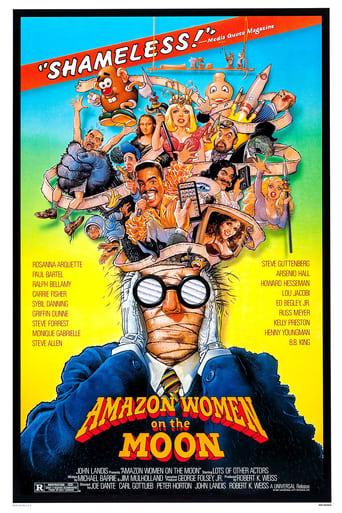 "SHAMELESS!"
—Media Quote Magazine
ROSANNA ARQUETTE
PAUL BARTEL
RALPH BELLAMY
CARRIE FISHER
SYBIL DANNING
GRIFFIN DUNNE
STEVE FORREST
MONIQUE GABRIELLE
STEVE ALLEN
STEVE GUTTENBERG
ARSENIO HALL
HOWARD HESSEMAN
LOU JACOBI
ED BEGLEY JR.
RUSS MEYER
KELLY PRESTON
HENNY YOUNGMAN
B.B. KING
AMAZON WOMEN
on the
MOON
JOHN LANDIS Presents "AMAZON WOMEN ON THE MOON" Starring LOTS OF OTHER ACTORS
MICHAEL BARRIE & JIM MULHOLLAND GEORGE FOLSEY, JR. ROBERT K. WEISS
R JOE DANTE CARL GOTTLIEB PETER HORTON JOHN LANDIS ROBERT K. WEISS A UNIVERSAL Release